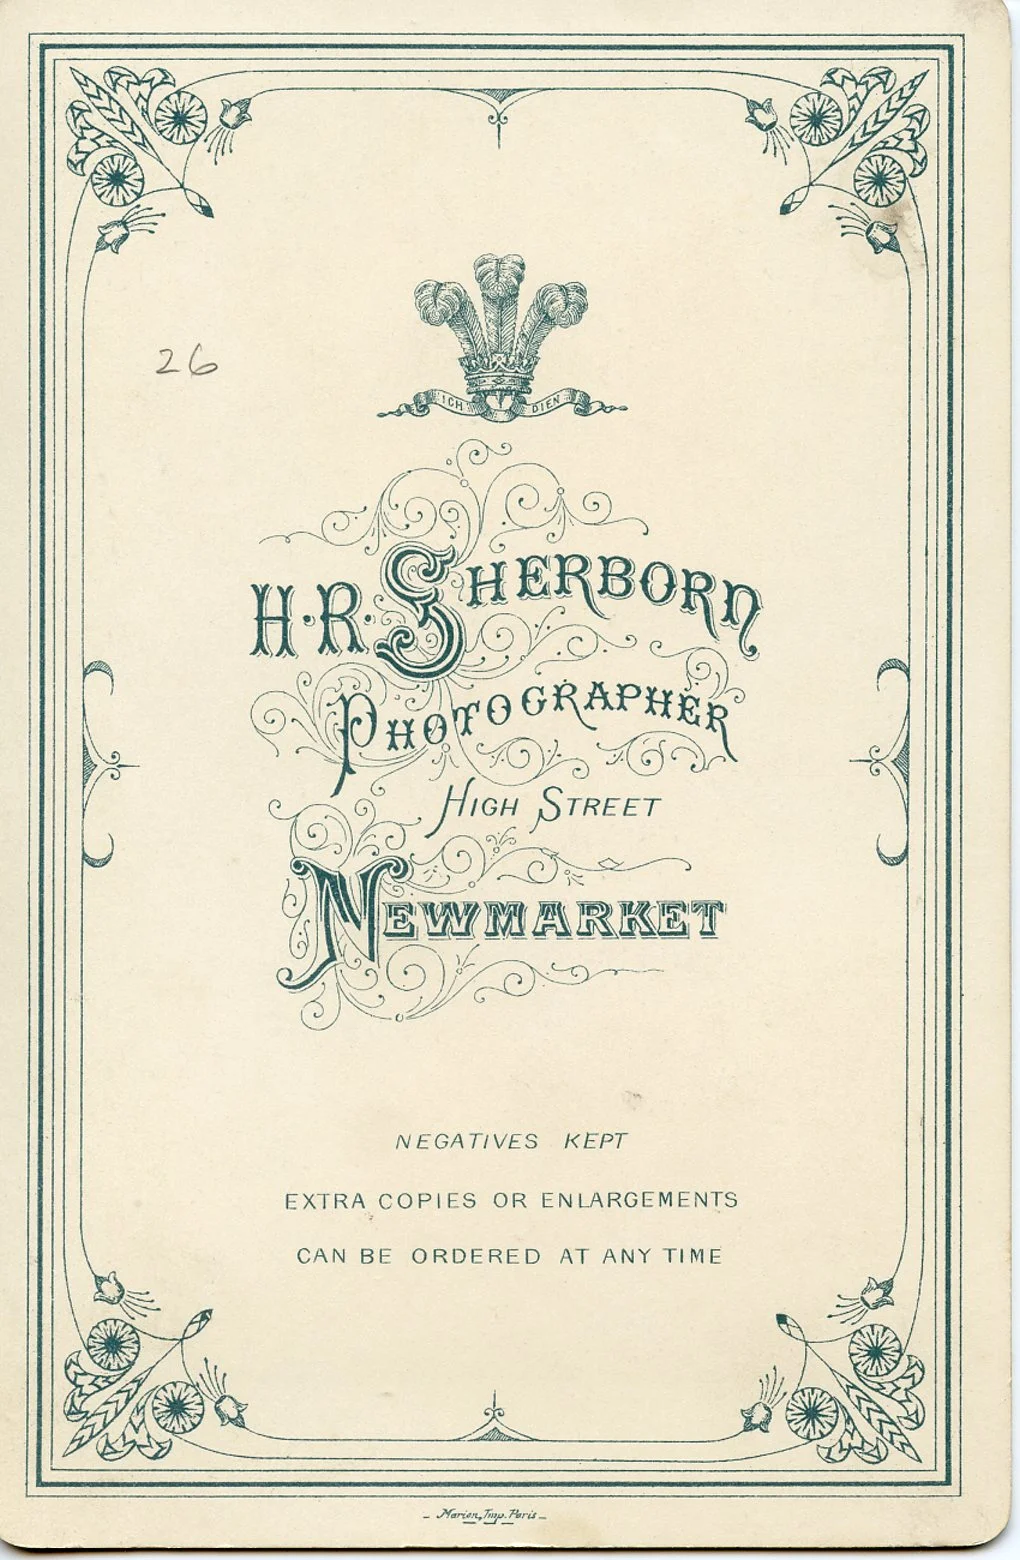 26
ICH DIEN
H·R·SHERBORN
PHOTOGRAPHER
HIGH STREET
NEWMARKET
NEGATIVES KEPT
EXTRA COPIES OR ENLARGEMENTS
CAN BE ORDERED AT ANY TIME
- Marion, Imp. Paris -